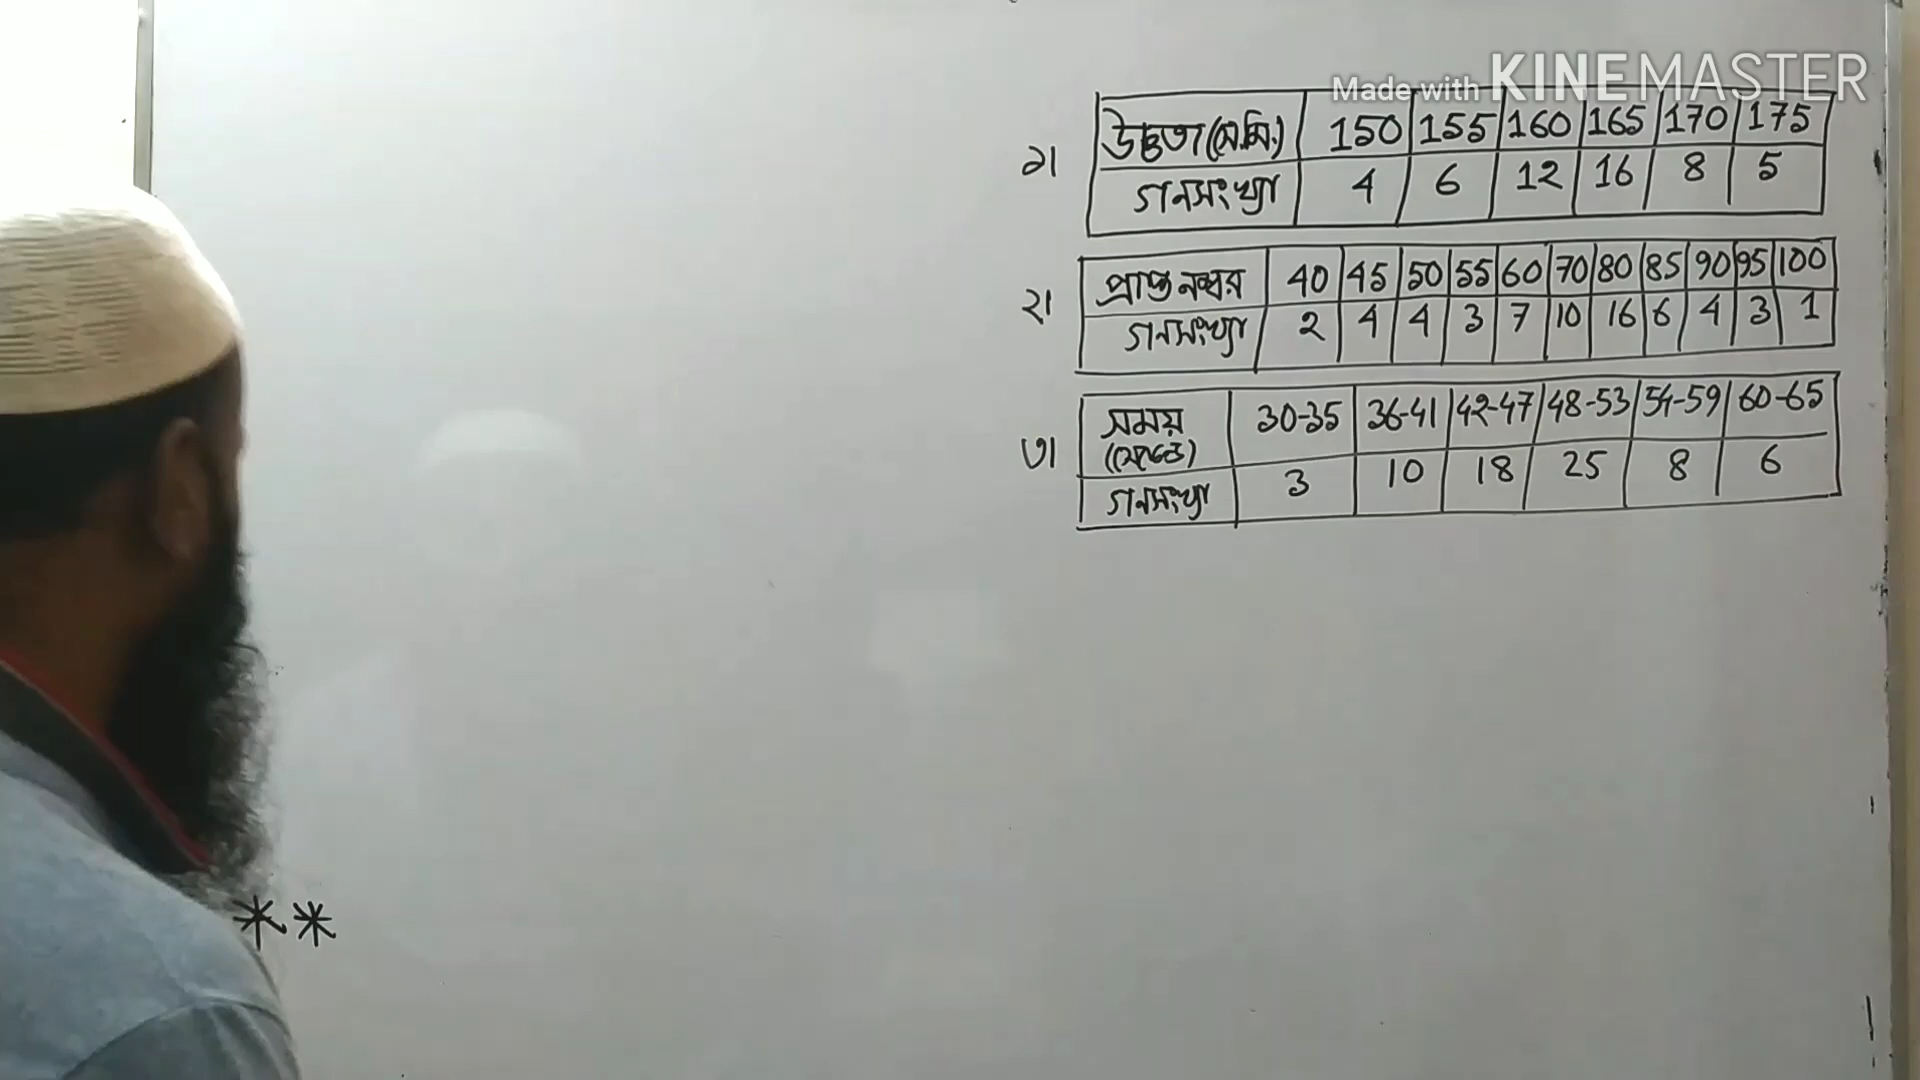 Made with KINEMASTER
১। উচ্চতা (সে.মি.) 150 155 160 165 170 175
গনসংখ্যা 4 6 12 16 8 5
২। প্রাপ্ত নম্বর 40 45 50 55 60 70 80 85 90 95 100
গনসংখ্যা 2 4 4 3 7 10 16 6 4 3 1
৩। সময় 30-35 36-41 42-47 48-53 54-59 60-65
(সেকেন্ডে)
গনসংখ্যা 3 10 18 25 8 6
**